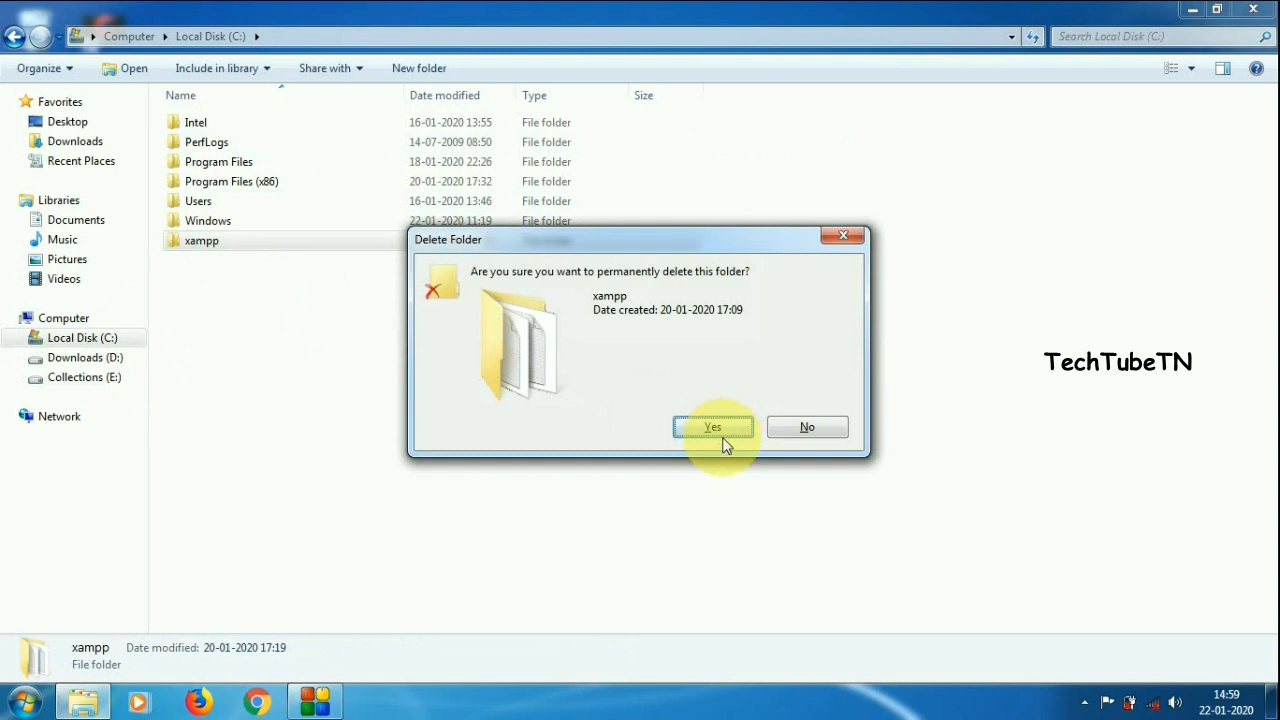 Computer Local Disk (C:) Search Local Disk (C:)
Organize Open Include in library Share with New folder
Name Date modified Type Size
Favorites
Desktop
Downloads
Recent Places
Libraries
Documents
Music
Pictures
Videos
Computer
Local Disk (C:)
Downloads (D:)
Collections (E:)
Network
Intel 16-01-2020 13:55 File folder
PerfLogs 14-07-2009 08:50 File folder
Program Files 18-01-2020 22:26 File folder
Program Files (x86) 20-01-2020 17:32 File folder
Users 16-01-2020 13:46 File folder
Windows 22-01-2020 11:19 File folder
xampp
Delete Folder
Are you sure you want to permanently delete this folder?
xampp
Date created: 20-01-2020 17:09
Yes No
TechTubeTN
xampp Date modified: 20-01-2020 17:19
File folder
14:59
22-01-2020